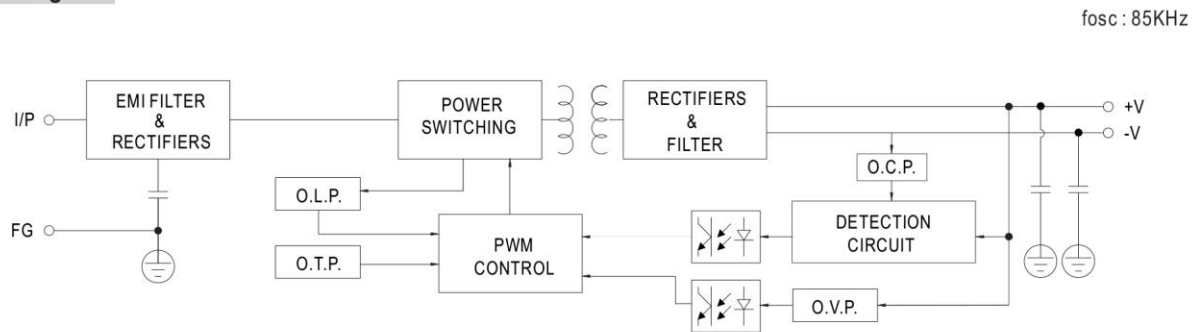 fosc : 85KHz
I/P
EMI FILTER
&
RECTIFIERS
POWER
SWITCHING
RECTIFIERS
&
FILTER
+V
-V
O.C.P.
O.L.P.
FG
DETECTION
CIRCUIT
PWM
CONTROL
O.T.P.
O.V.P.